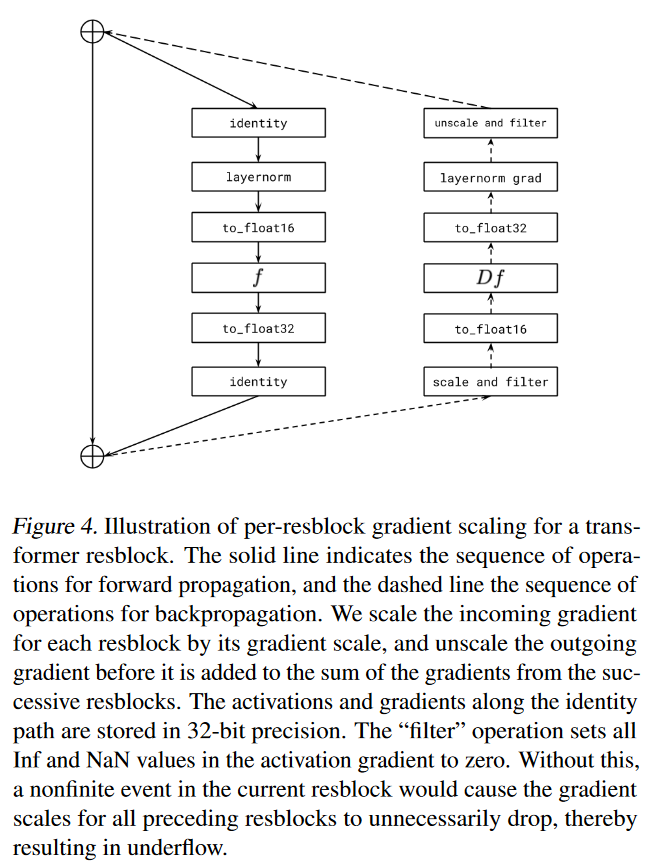 identity
unscale and filter
layernorm
layernorm grad
to_float16
to_float32
f
Df
to_float32
to_float16
identity
scale and filter
Figure 4. Illustration of per-resblock gradient scaling for a trans-
former resblock. The solid line indicates the sequence of opera-
tions for forward propagation, and the dashed line the sequence of
operations for backpropagation. We scale the incoming gradient
for each resblock by its gradient scale, and unscale the outgoing
gradient before it is added to the sum of the gradients from the suc-
cessive resblocks. The activations and gradients along the identity
path are stored in 32-bit precision. The “filter” operation sets all
Inf and NaN values in the activation gradient to zero. Without this,
a nonfinite event in the current resblock would cause the gradient
scales for all preceding resblocks to unnecessarily drop, thereby
resulting in underflow.